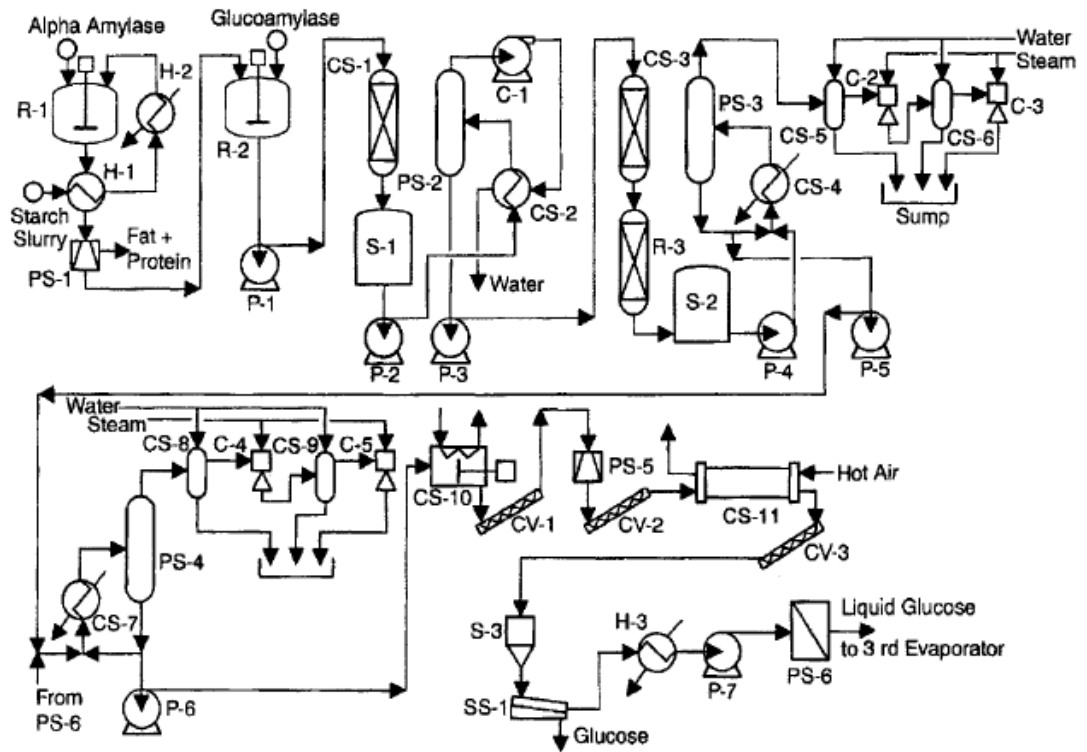 Alpha Amylase
Glucoamylase
H-2
R-1
H-1
Starch
Slurry
Fat +
Protein
PS-1
R-2
P-1
CS-1
PS-2
S-1
P-2
C-1
CS-2
Water
P-3
CS-3
R-3
S-2
PS-3
CS-4
P-4
P-5
Water
Steam
C-2
CS-5
CS-6
C-3
Sump
Water
Steam
CS-8
C-4
CS-9
C-5
PS-4
CS-7
From
PS-6
P-6
CS-10
CV-1
PS-5
CV-2
Hot Air
CS-11
CV-3
S-3
SS-1
Glucose
H-3
P-7
PS-6
Liquid Glucose
to 3 rd Evaporator